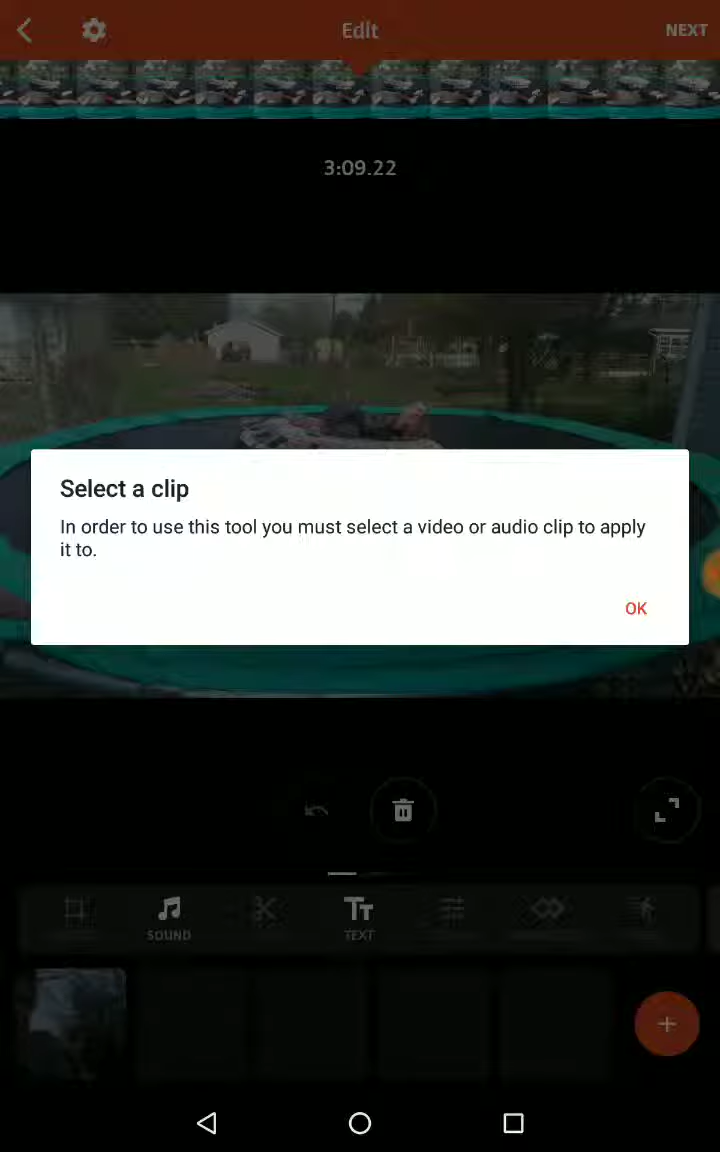 Edit
NEXT
3:09.22
Select a clip
In order to use this tool you must select a video or audio clip to apply
it to.
OK
SOUND
TEXT